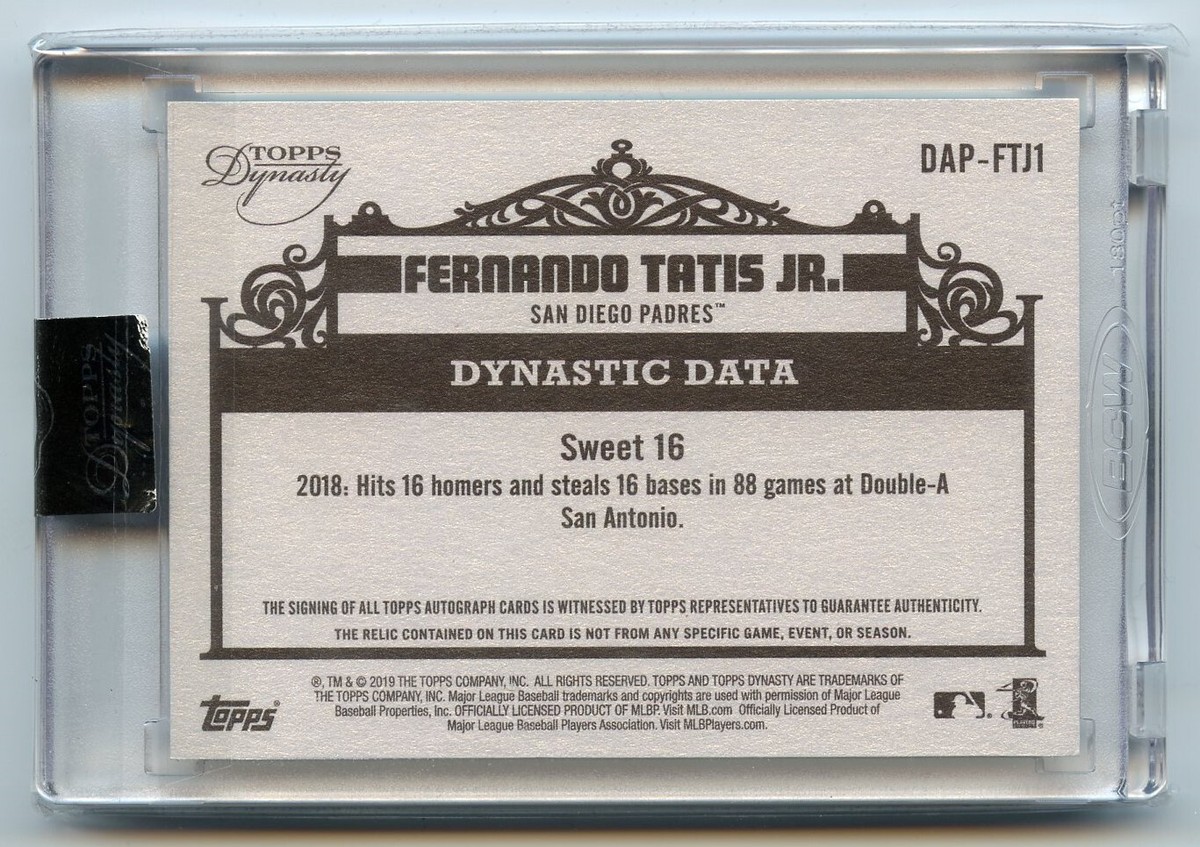 TOPPS
Dynasty
DAP-FTJ1
FERNANDO TATIS JR.
SAN DIEGO PADRES™
DYNASTIC DATA
Sweet 16
2018: Hits 16 homers and steals 16 bases in 88 games at Double-A
San Antonio.
THE SIGNING OF ALL TOPPS AUTOGRAPH CARDS IS WITNESSED BY TOPPS REPRESENTATIVES TO GUARANTEE AUTHENTICITY.
THE RELIC CONTAINED ON THIS CARD IS NOT FROM ANY SPECIFIC GAME, EVENT, OR SEASON.
®, TM & © 2019 THE TOPPS COMPANY, INC. ALL RIGHTS RESERVED. TOPPS AND TOPPS DYNASTY ARE TRADEMARKS OF
THE TOPPS COMPANY, INC. Major League Baseball trademarks and copyrights are used with permission of Major League
Baseball Properties, Inc. OFFICIALLY LICENSED PRODUCT OF MLBP. Visit MLB.com Officially Licensed Product of
Major League Baseball Players Association. Visit MLBPlayers.com.
Topps®
TOPPS
Dynasty
180pt
BCW